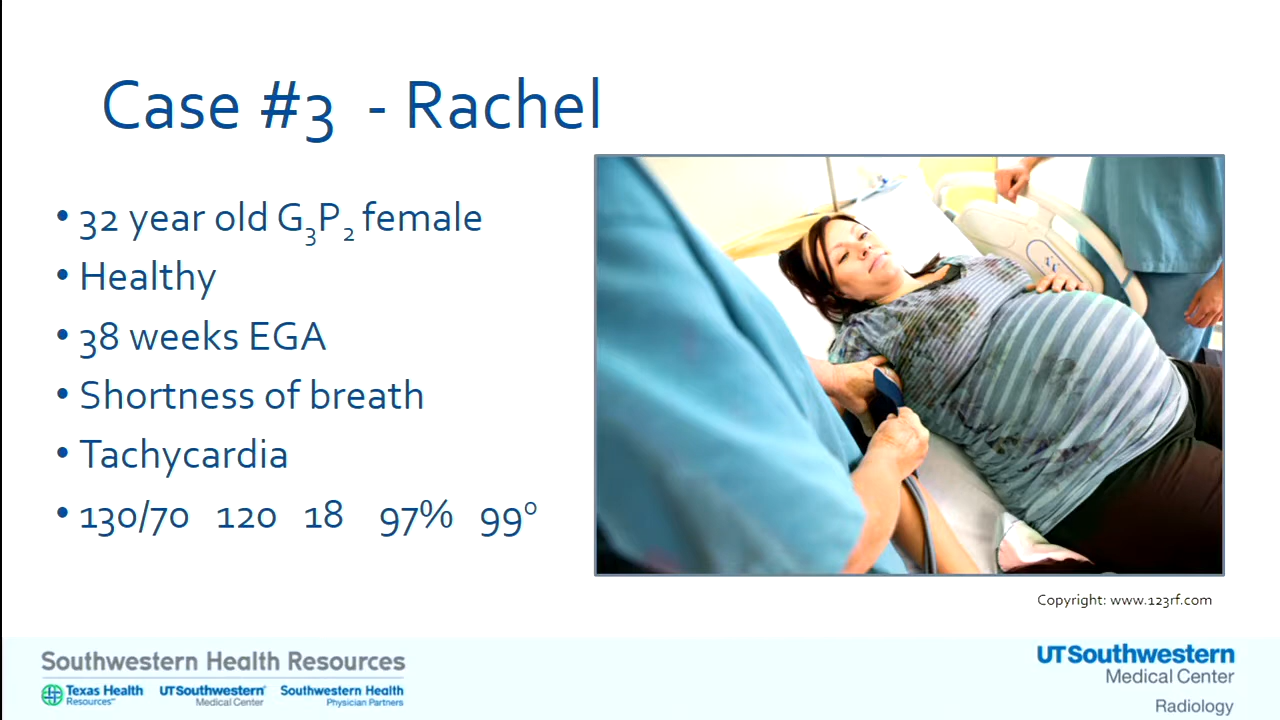 Case #3 - Rachel
• 32 year old G₃P₂ female
• Healthy
• 38 weeks EGA
• Shortness of breath
• Tachycardia
• 130/70 120 18 97% 99°
Copyright: www.123rf.com
Southwestern Health Resources
Texas Health Resources℠
UTSouthwestern Medical Center
Southwestern Health Physician Partners
UTSouthwestern
Medical Center
Radiology